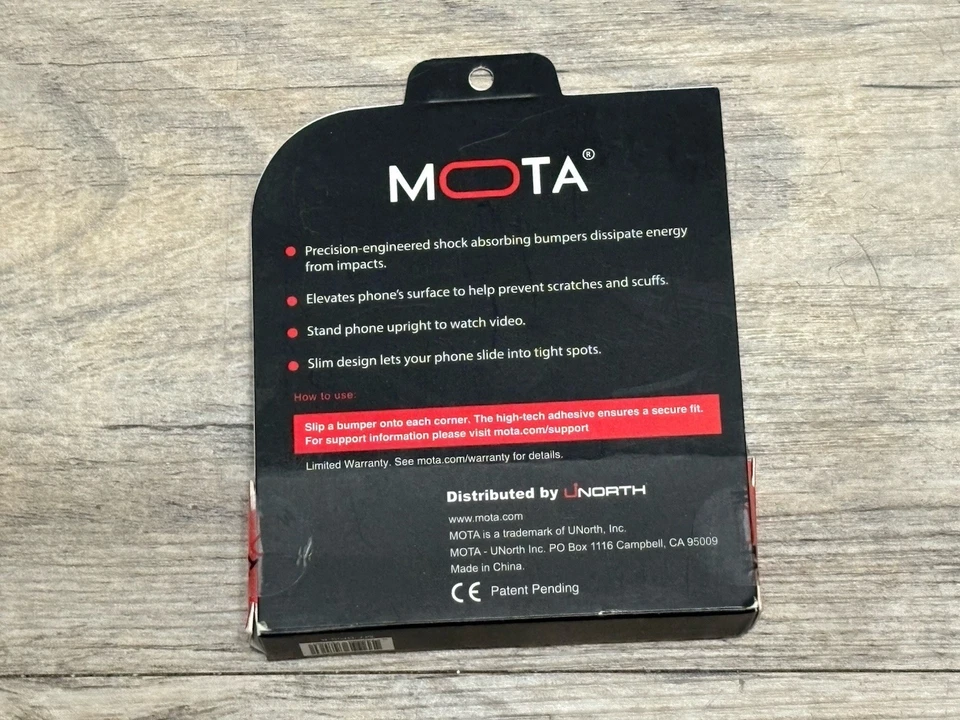 MOTA®
Precision-engineered shock absorbing bumpers dissipate energy
from impacts.
Elevates phone's surface to help prevent scratches and scuffs.
Stand phone upright to watch video.
Slim design lets your phone slide into tight spots.
How to use:
Slip a bumper onto each corner. The high-tech adhesive ensures a secure fit.
For support information please visit mota.com/support
Limited Warranty. See mota.com/warranty for details.
Distributed by UNORTH
www.mota.com
MOTA is a trademark of UNorth, Inc.
MOTA - UNorth Inc. PO Box 1116 Campbell, CA 95009
Made in China.
CE Patent Pending